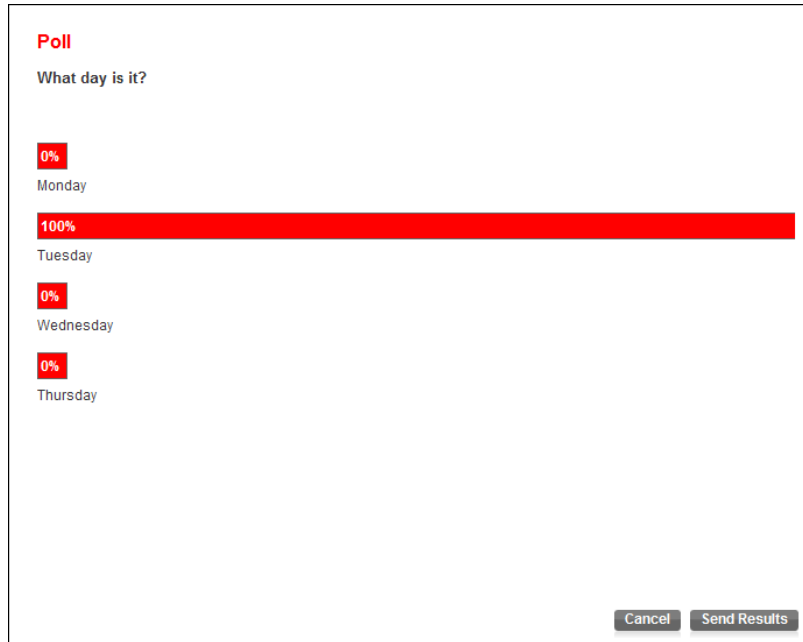 Poll
What day is it?
0%
Monday
100%
Tuesday
0%
Wednesday
0%
Thursday
Cancel Send Results